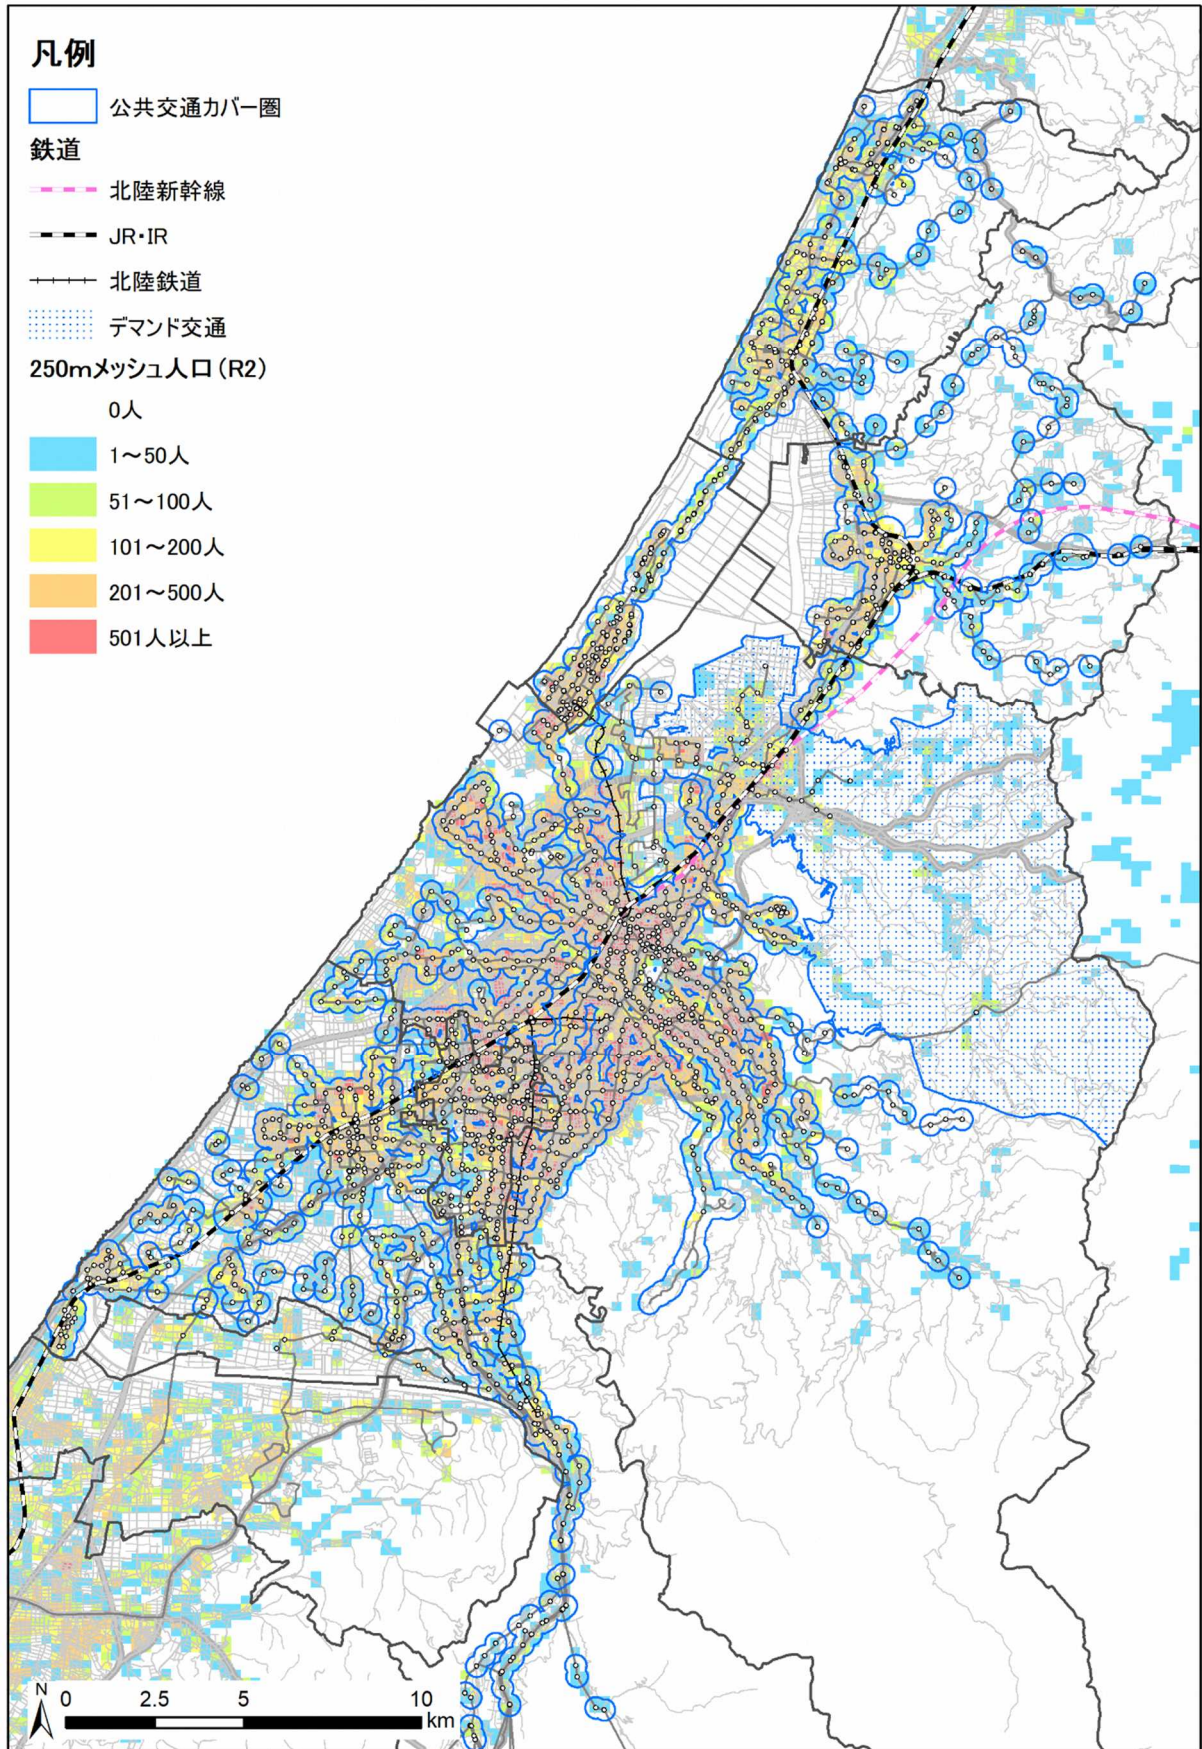 凡例
公共交通カバー圏
鉄道
北陸新幹線
JR・IR
北陸鉄道
デマンド交通
250mメッシュ人口(R2)
0人
1～50人
51～100人
101～200人
201～500人
501人以上
N
0 2.5 5 10
km